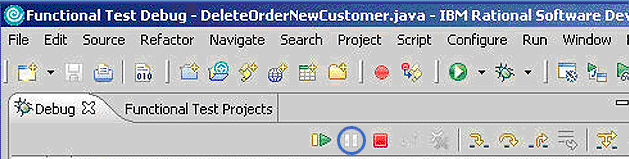 Functional Test Debug - DeleteOrderNewCustomer.java - IBM Rational Software Dev
File Edit Source Refactor Navigate Search Project Script Configure Run Window
010
Debug Functional Test Projects